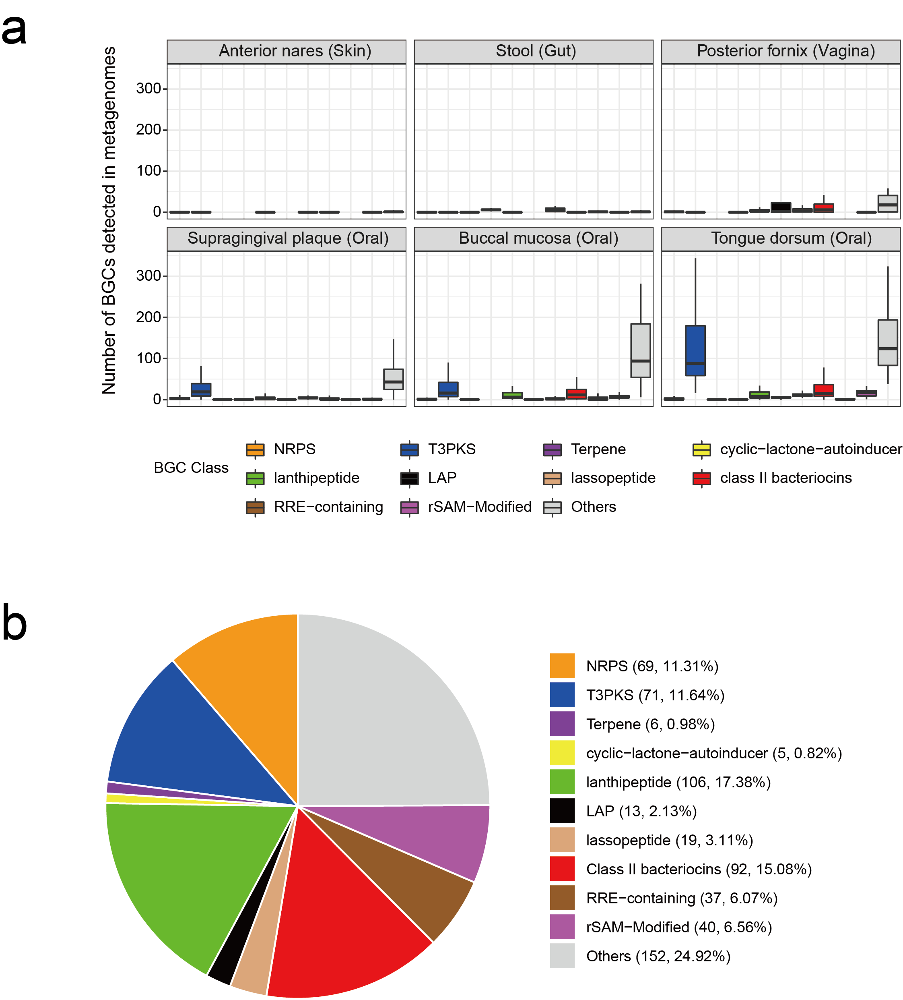 a
Anterior nares (Skin)
Stool (Gut)
Posterior fornix (Vagina)
Number of BGCs detected in metagenomes
300
200
100
0
Supragingival plaque (Oral)
Buccal mucosa (Oral)
Tongue dorsum (Oral)
300
200
100
0
BGC Class
NRPS
T3PKS
Terpene
cyclic−lactone−autoinducer
lanthipeptide
LAP
lassopeptide
class II bacteriocins
RRE−containing
rSAM−Modified
Others
b
NRPS (69, 11.31%)
T3PKS (71, 11.64%)
Terpene (6, 0.98%)
cyclic−lactone−autoinducer (5, 0.82%)
lanthipeptide (106, 17.38%)
LAP (13, 2.13%)
lassopeptide (19, 3.11%)
Class II bacteriocins (92, 15.08%)
RRE−containing (37, 6.07%)
rSAM−Modified (40, 6.56%)
Others (152, 24.92%)